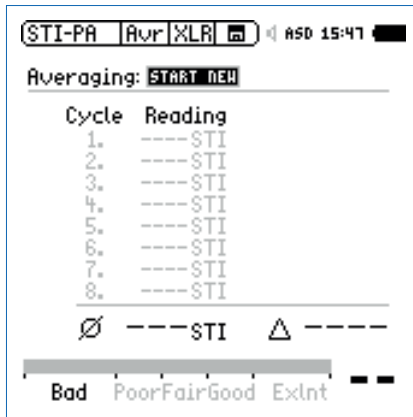 STI-PA Avr XLR ASD 15:47
Averaging: START NEW
Cycle Reading
1. ----STI
2. ----STI
3. ----STI
4. ----STI
5. ----STI
6. ----STI
7. ----STI
8. ----STI
Ø ---STI Δ ----
Bad Poor Fair Good Exlnt --